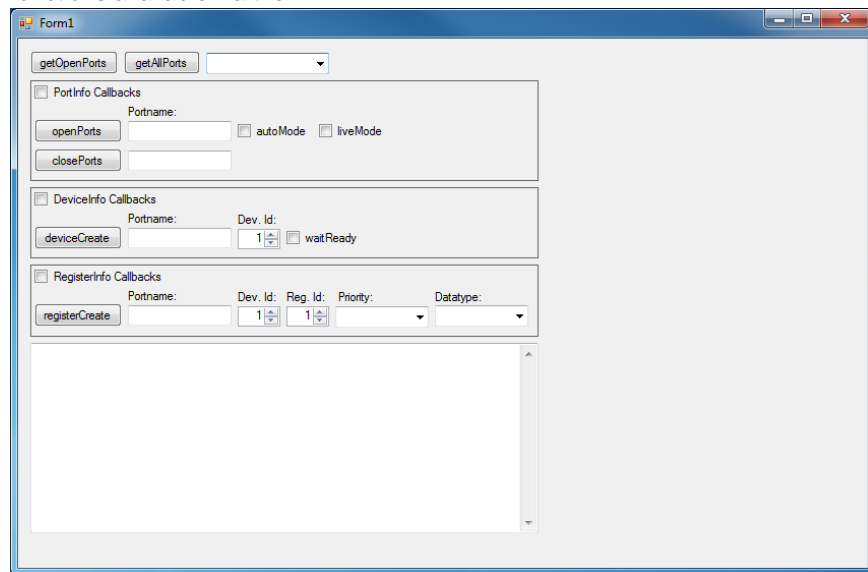 Form1
getOpenPorts getAllPorts
PortInfo Callbacks
Portname:
openPorts autoMode liveMode
closePorts
DeviceInfo Callbacks
Portname: Dev. Id:
deviceCreate 1 waitReady
RegisterInfo Callbacks
Portname: Dev. Id: Reg. Id: Priority: Datatype:
registerCreate 1 1